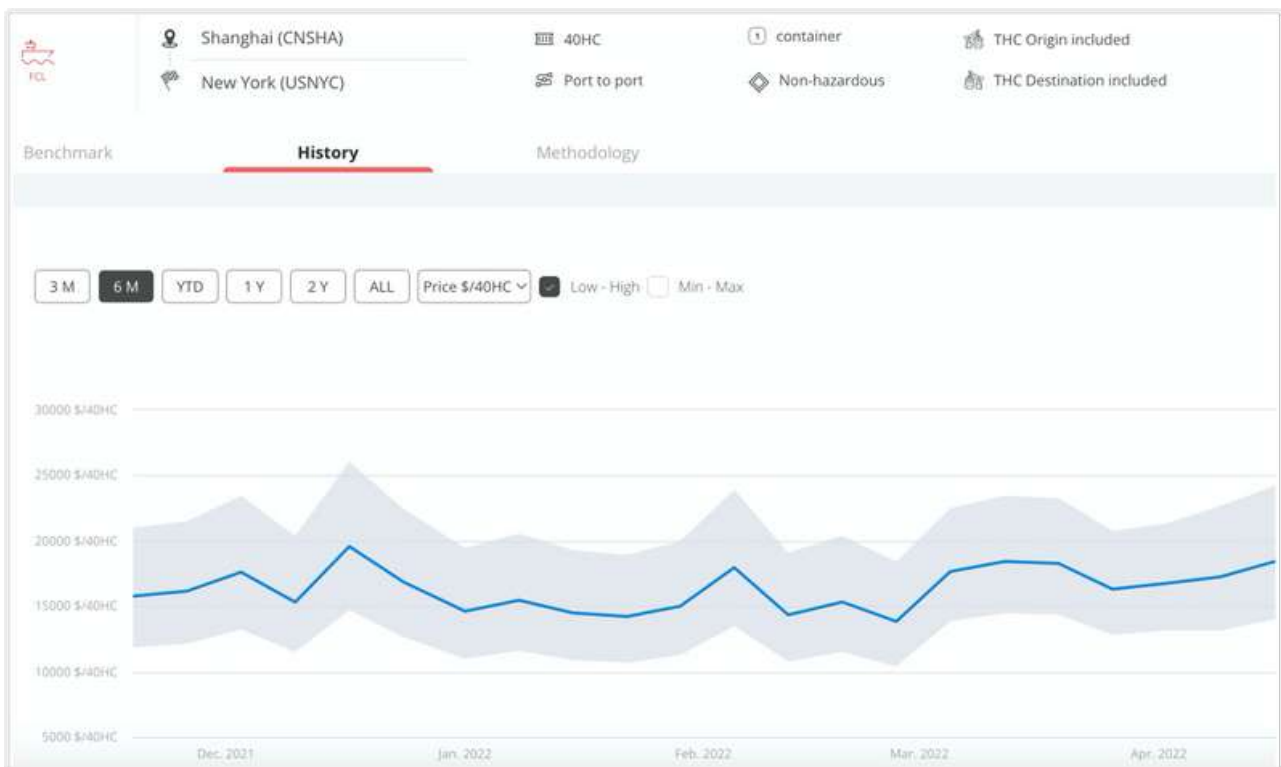 FCL
Shanghai (CNSHA)
New York (USNYC)
40HC
Port to port
1 container
Non-hazardous
THC Origin included
THC Destination included
Benchmark History Methodology
3 M 6 M YTD 1 Y 2 Y ALL Price $/40HC Low - High Min - Max
30000 $/40HC
25000 $/40HC
20000 $/40HC
15000 $/40HC
10000 $/40HC
5000 $/40HC
Dec. 2021 Jan. 2022 Feb. 2022 Mar. 2022 Apr. 2022